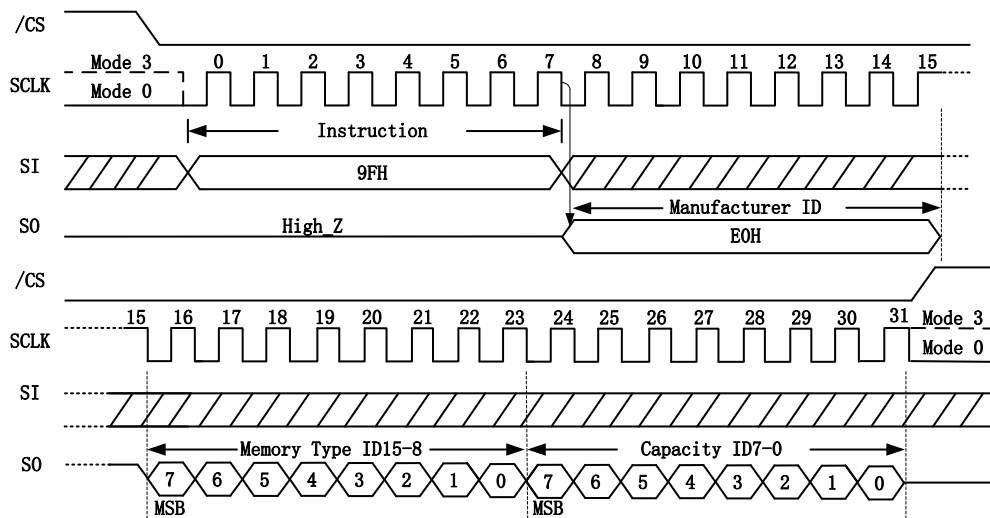 /CS
Mode 3 0 1 2 3 4 5 6 7 8 9 10 11 12 13 14 15
SCLK
Mode 0
Instruction
SI 9FH
Manufacturer ID
SO High_Z E0H
/CS
15 16 17 18 19 20 21 22 23 24 25 26 27 28 29 30 31 Mode 3
SCLK
Mode 0
SI
Memory Type ID15-8 Capacity ID7-0
SO 7 6 5 4 3 2 1 0 7 6 5 4 3 2 1 0
MSB MSB